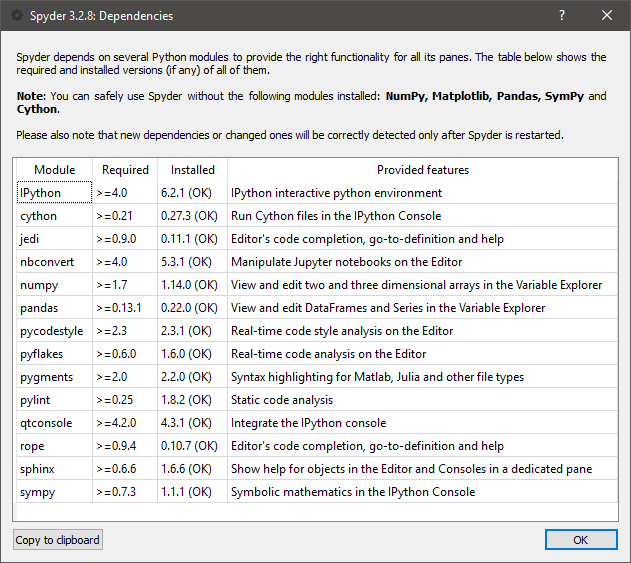 Spyder 3.2.8: Dependencies
Spyder depends on several Python modules to provide the right functionality for all its panes. The table below shows the
required and installed versions (if any) of all of them.
Note: You can safely use Spyder without the following modules installed: NumPy, Matplotlib, Pandas, SymPy and
Cython.
Please also note that new dependencies or changed ones will be correctly detected only after Spyder is restarted.
Module Required Installed Provided features
IPython >=4.0 6.2.1 (OK) IPython interactive python environment
cython >=0.21 0.27.3 (OK) Run Cython files in the IPython Console
jedi >=0.9.0 0.11.1 (OK) Editor's code completion, go-to-definition and help
nbconvert >=4.0 5.3.1 (OK) Manipulate Jupyter notebooks on the Editor
numpy >=1.7 1.14.0 (OK) View and edit two and three dimensional arrays in the Variable Explorer
pandas >=0.13.1 0.22.0 (OK) View and edit DataFrames and Series in the Variable Explorer
pycodestyle >=2.3 2.3.1 (OK) Real-time code style analysis on the Editor
pyflakes >=0.6.0 1.6.0 (OK) Real-time code analysis on the Editor
pygments >=2.0 2.2.0 (OK) Syntax highlighting for Matlab, Julia and other file types
pylint >=0.25 1.8.2 (OK) Static code analysis
qtconsole >=4.2.0 4.3.1 (OK) Integrate the IPython console
rope >=0.9.4 0.10.7 (OK) Editor's code completion, go-to-definition and help
sphinx >=0.6.6 1.6.6 (OK) Show help for objects in the Editor and Consoles in a dedicated pane
sympy >=0.7.3 1.1.1 (OK) Symbolic mathematics in the IPython Console
Copy to clipboard OK